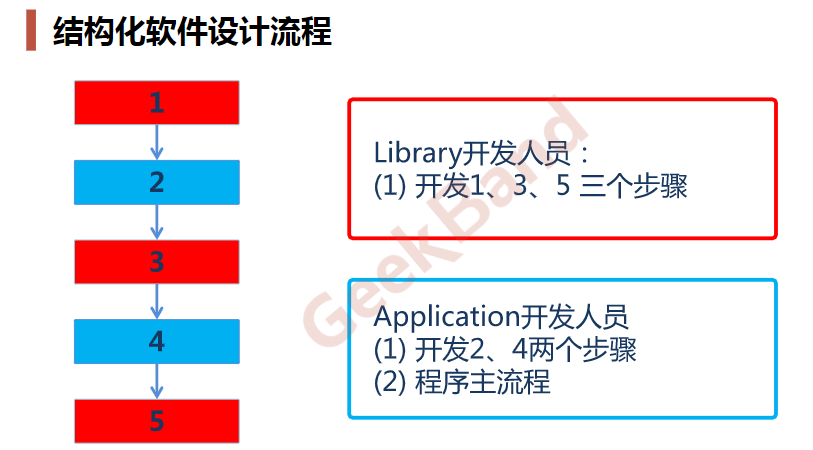 结构化软件设计流程
1
2
3
4
5
Library开发人员：
(1) 开发1、3、5 三个步骤
Application开发人员
(1) 开发2、4两个步骤
(2) 程序主流程
GeekBand